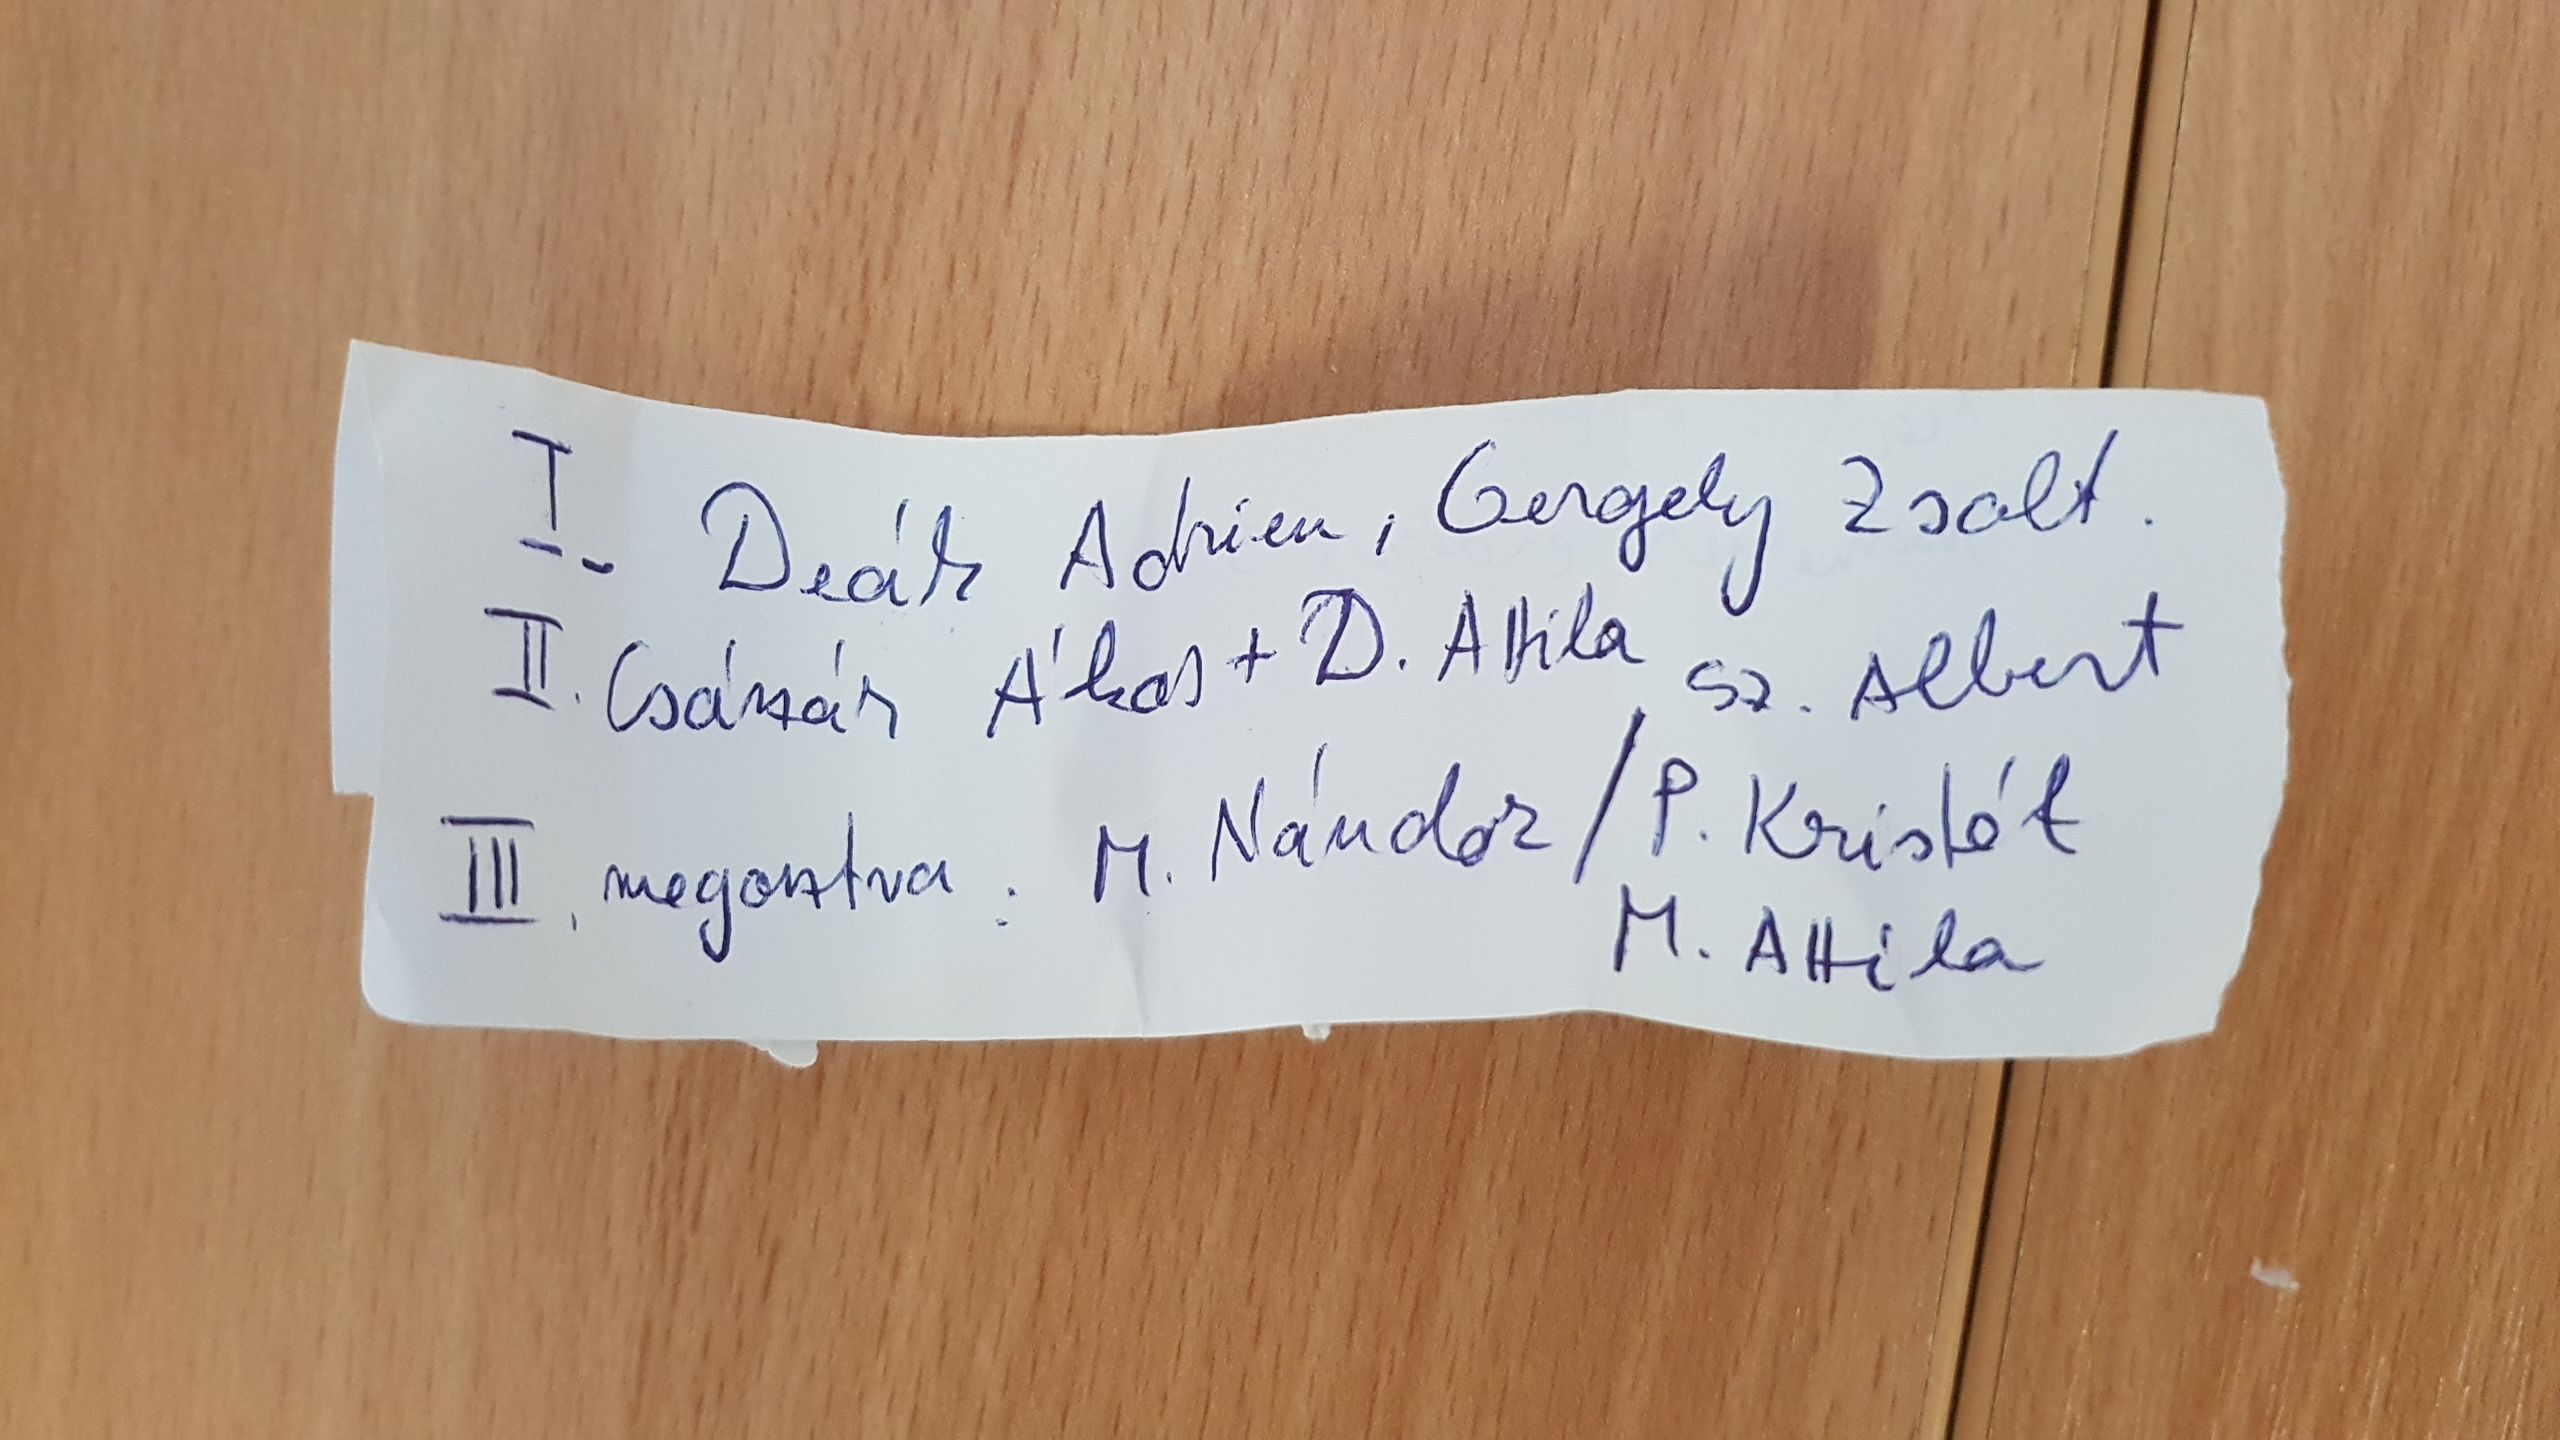 I. Deák Adrien, Gergely Zsolt.
II. Császár Ákos + D. Attila Sz. Albert
III. megosztva: M. Nándor / P. Kristóf
M. Attila